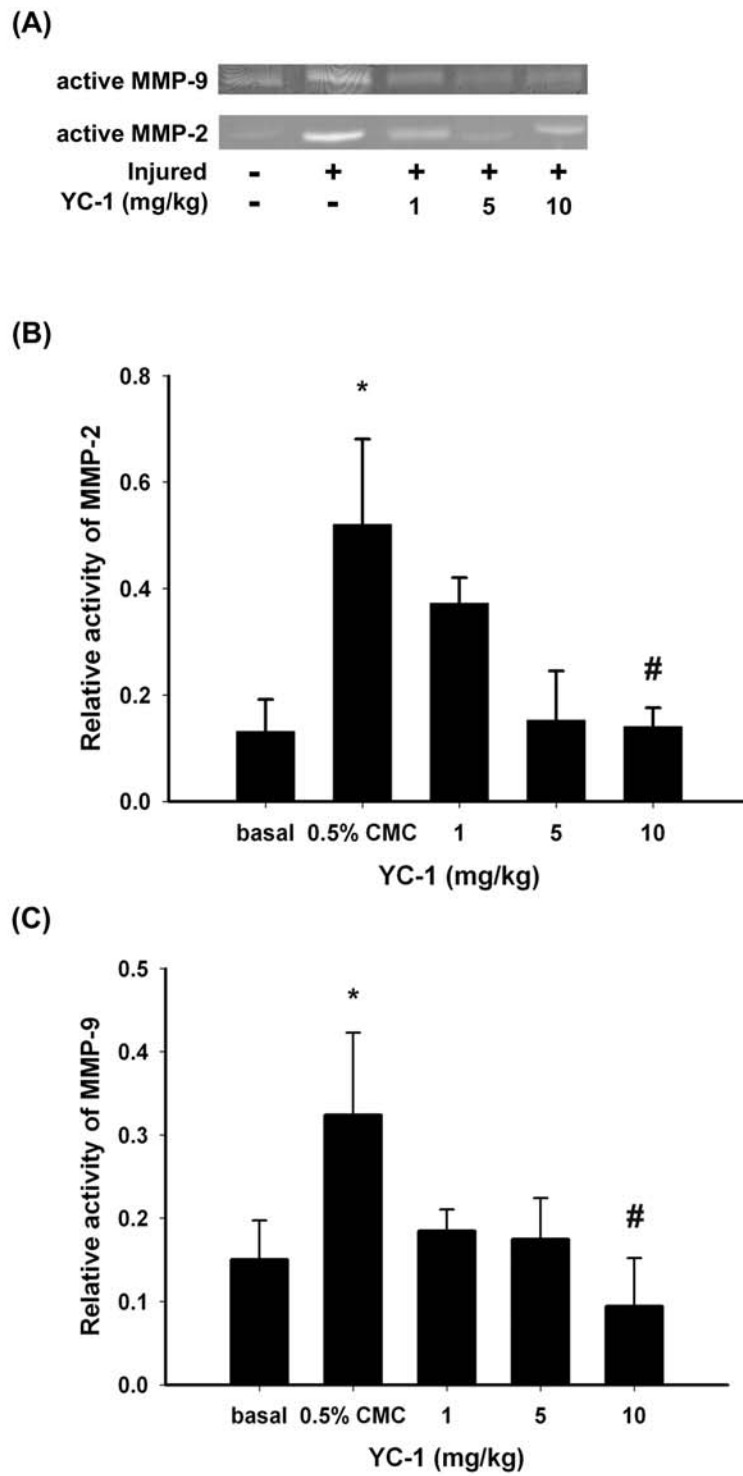 (A)
active MMP-9
active MMP-2
Injured - + + + +
YC-1 (mg/kg) - - 1 5 10
(B)
Relative activity of MMP-2
0.8
0.6
0.4
0.2
0.0
*
#
basal 0.5% CMC 1 5 10
YC-1 (mg/kg)
(C)
Relative activity of MMP-9
0.5
0.4
0.3
0.2
0.1
0.0
*
#
basal 0.5% CMC 1 5 10
YC-1 (mg/kg)